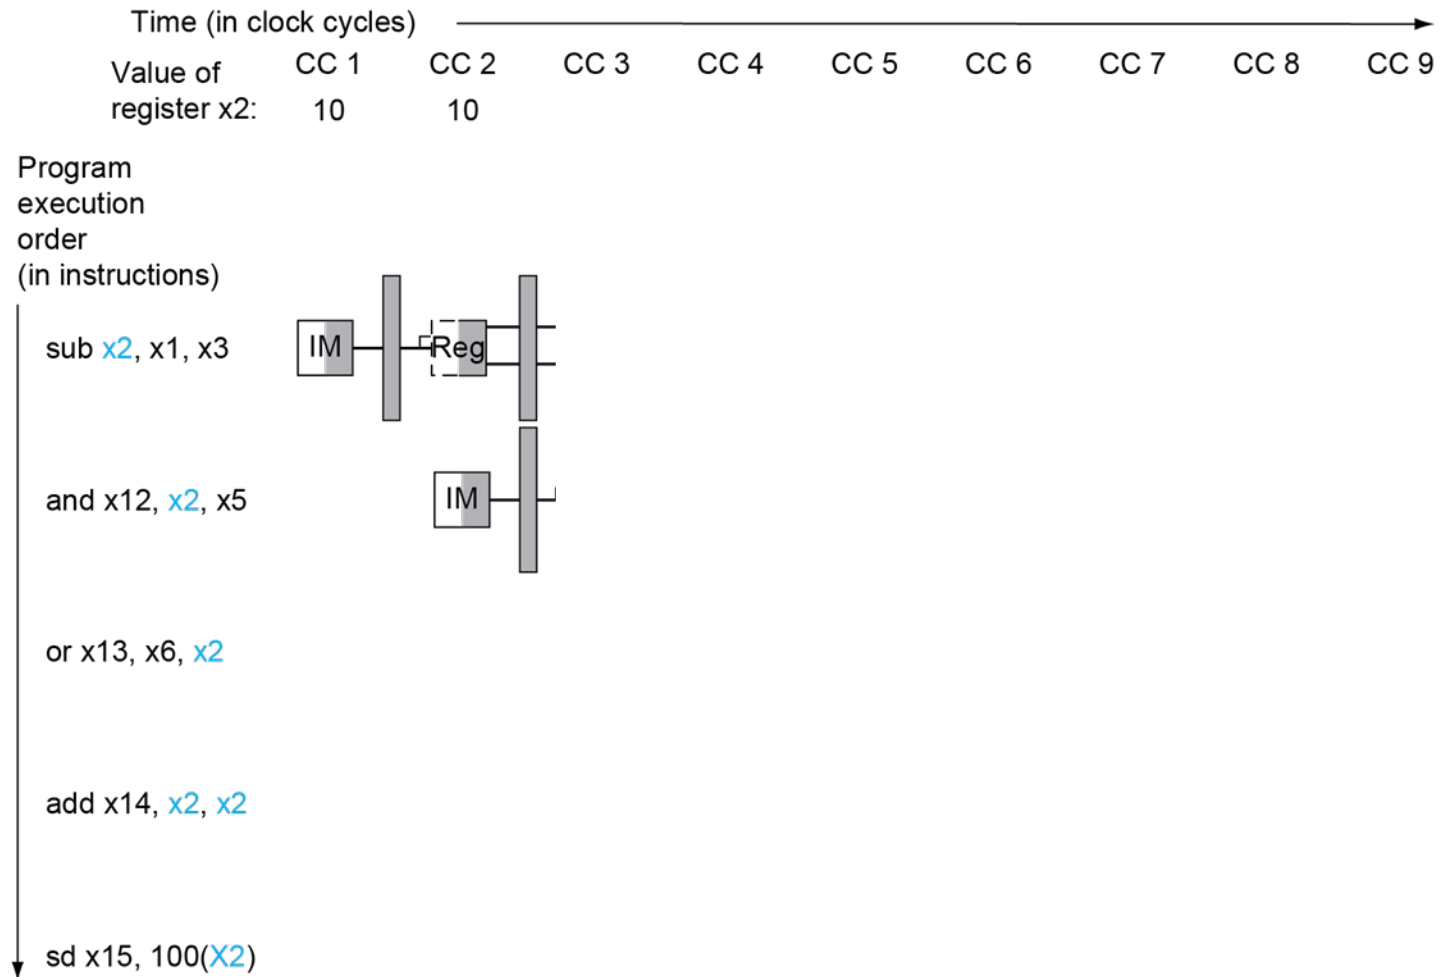 Time (in clock cycles)
Value of register x2:
CC 1 CC 2 CC 3 CC 4 CC 5 CC 6 CC 7 CC 8 CC 9
10 10
Program
execution
order
(in instructions)
sub x2, x1, x3
IM Reg
and x12, x2, x5
IM
or x13, x6, x2
add x14, x2, x2
sd x15, 100(X2)